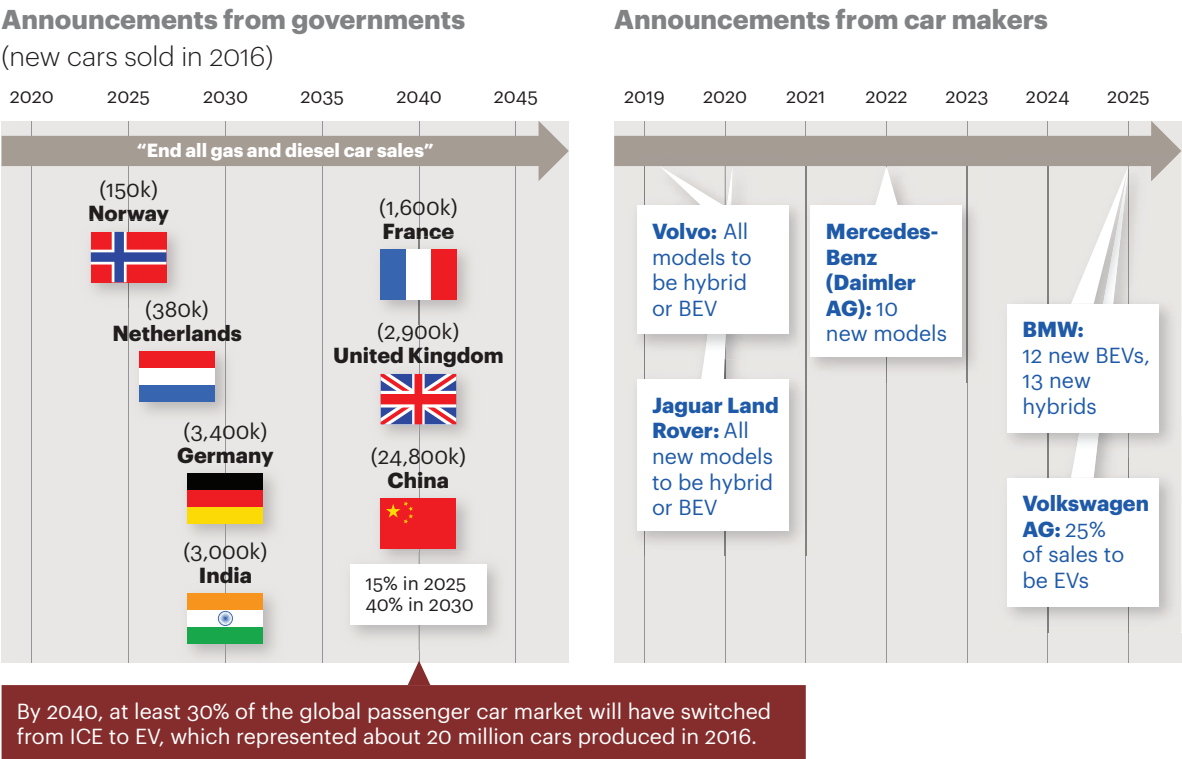 Announcements from governments
(new cars sold in 2016)
2020 2025 2030 2035 2040 2045
“End all gas and diesel car sales”
(150k)
Norway
(380k)
Netherlands
(3,400k)
Germany
(3,000k)
India
(1,600k)
France
(2,900k)
United Kingdom
(24,800k)
China
15% in 2025
40% in 2030
By 2040, at least 30% of the global passenger car market will have switched
from ICE to EV, which represented about 20 million cars produced in 2016.
Announcements from car makers
2019 2020 2021 2022 2023 2024 2025
Volvo: All
models to
be hybrid
or BEV
Jaguar Land
Rover: All
new models
to be hybrid
or BEV
Mercedes-
Benz
(Daimler
AG): 10
new models
BMW:
12 new BEVs,
13 new
hybrids
Volkswagen
AG: 25%
of sales to
be EVs